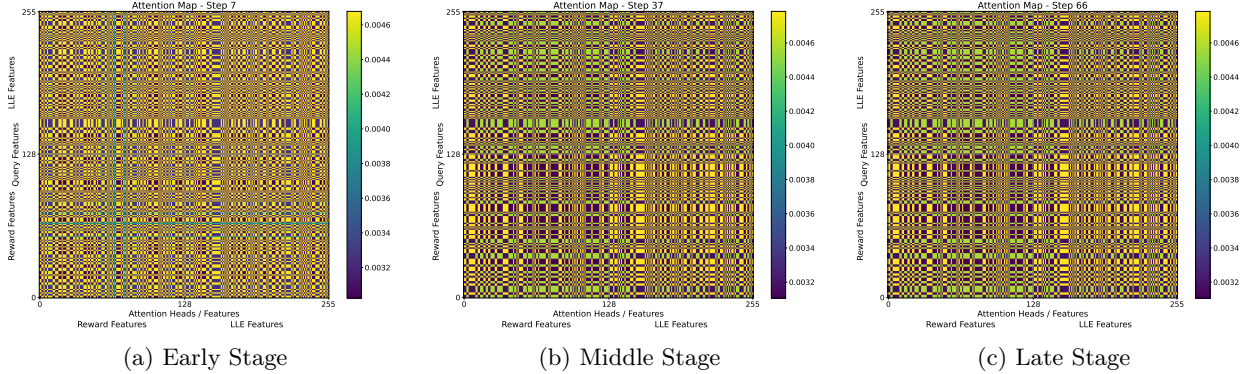 Attention Map - Step 7
255
128
0
LLE Features
Query Features
Reward Features
0
128
255
Attention Heads / Features
Reward Features
LLE Features
0.0046
0.0044
0.0042
0.0040
0.0038
0.0036
0.0034
0.0032
(a) Early Stage
Attention Map - Step 37
255
128
0
LLE Features
Query Features
Reward Features
0
128
255
Attention Heads / Features
Reward Features
LLE Features
0.0046
0.0044
0.0042
0.0040
0.0038
0.0036
0.0034
0.0032
(b) Middle Stage
Attention Map - Step 66
255
128
0
LLE Features
Query Features
Reward Features
0
128
255
Attention Heads / Features
Reward Features
LLE Features
0.0046
0.0044
0.0042
0.0040
0.0038
0.0036
0.0034
0.0032
(c) Late Stage